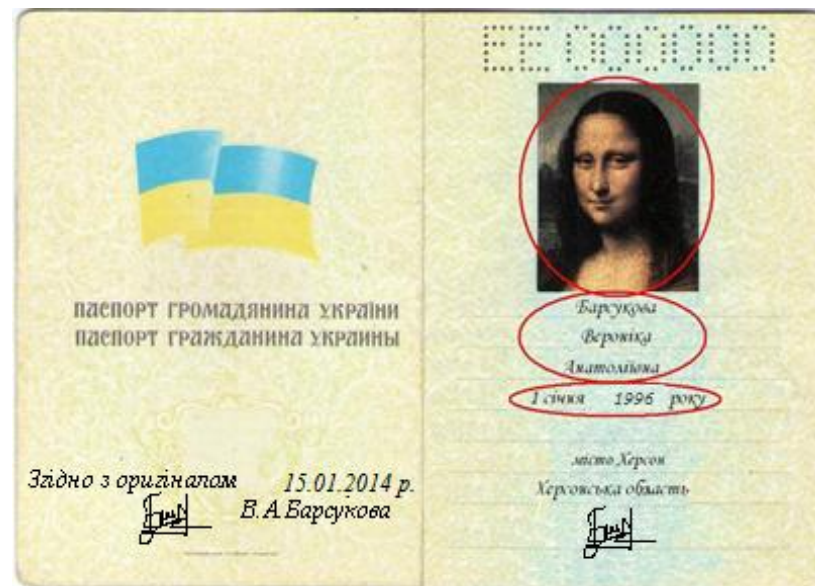 ПАСПОРТ ГРОМАДЯНИНА УКРАЇНИ
ПАСПОРТ ГРАЖДАНИНА УКРАИНЫ
Згідно з оригіналом 15.01.2014 р.
В.А Барсукова
ЕЕ 000000
Барсукова
Вероніка
Анатоліївна
1 січня 1996 року
місто Херсон
Херсонська область